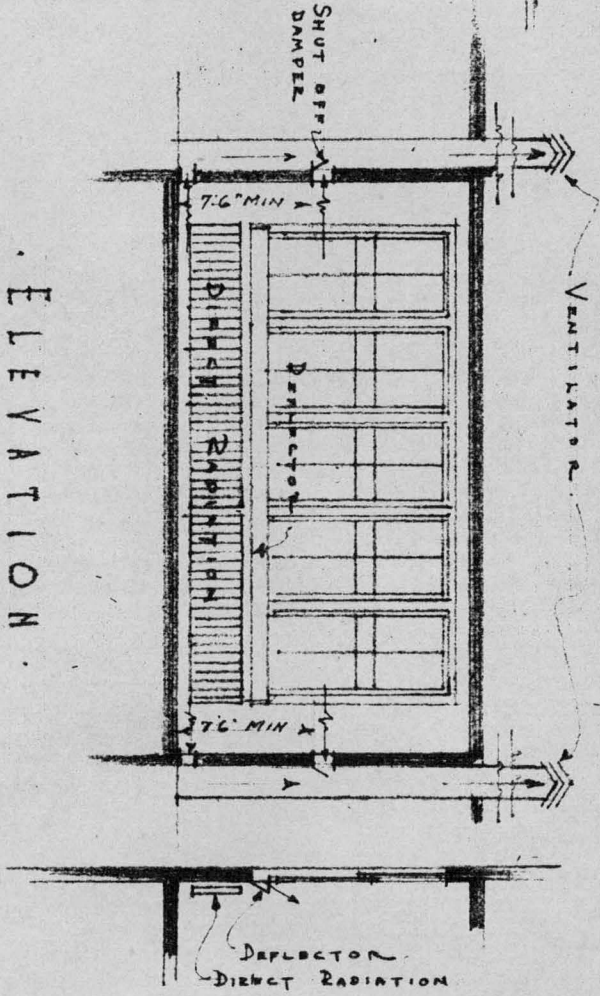 SHUT OFF
DAMPER
VENTILATOR.
7'6" MIN
DEFLECTOR
DIRECT RADIATION
7'6" MIN
DEFLECTOR.
DIRECT RADIATION
· ELEVATION ·